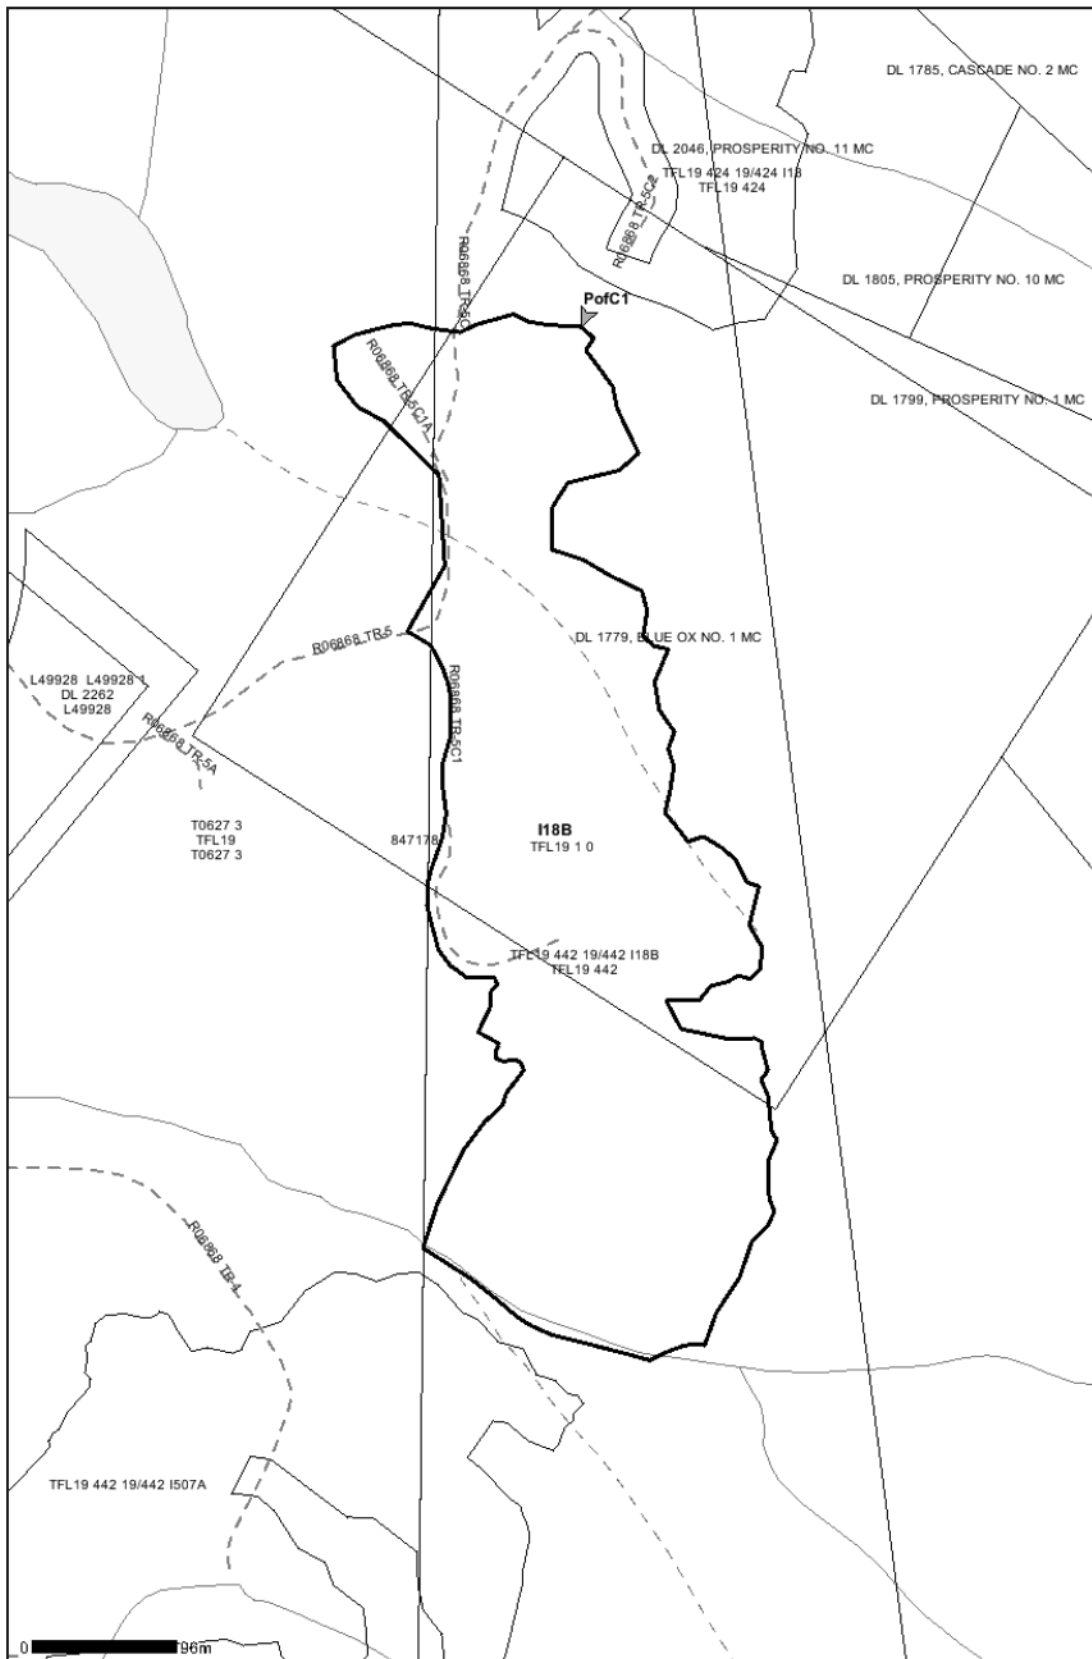 DL 1785, CASCADE NO. 2 MC
DL 2046, PROSPERITY NO. 11 MC
TFL19 424 19/424 I18
TFL19 424
R06868 TR-5C2
R06868 TR-5C
DL 1805, PROSPERITY NO. 10 MC
PofC1
R06868 TR-5C1A
DL 1799, PROSPERITY NO. 1 MC
R06868 TR-5
DL 1779, BLUE OX NO. 1 MC
L49928 L49928 1
DL 2262
L49928
R06868 TR-5A
R06868 TR-5C1
T0627 3
TFL19
T0627 3
847178
I18B
TFL19 1 0
TFL19 442 19/442 I18B
TFL19 442
R06868 TR-4
TFL19 442 19/442 I507A
0 96m